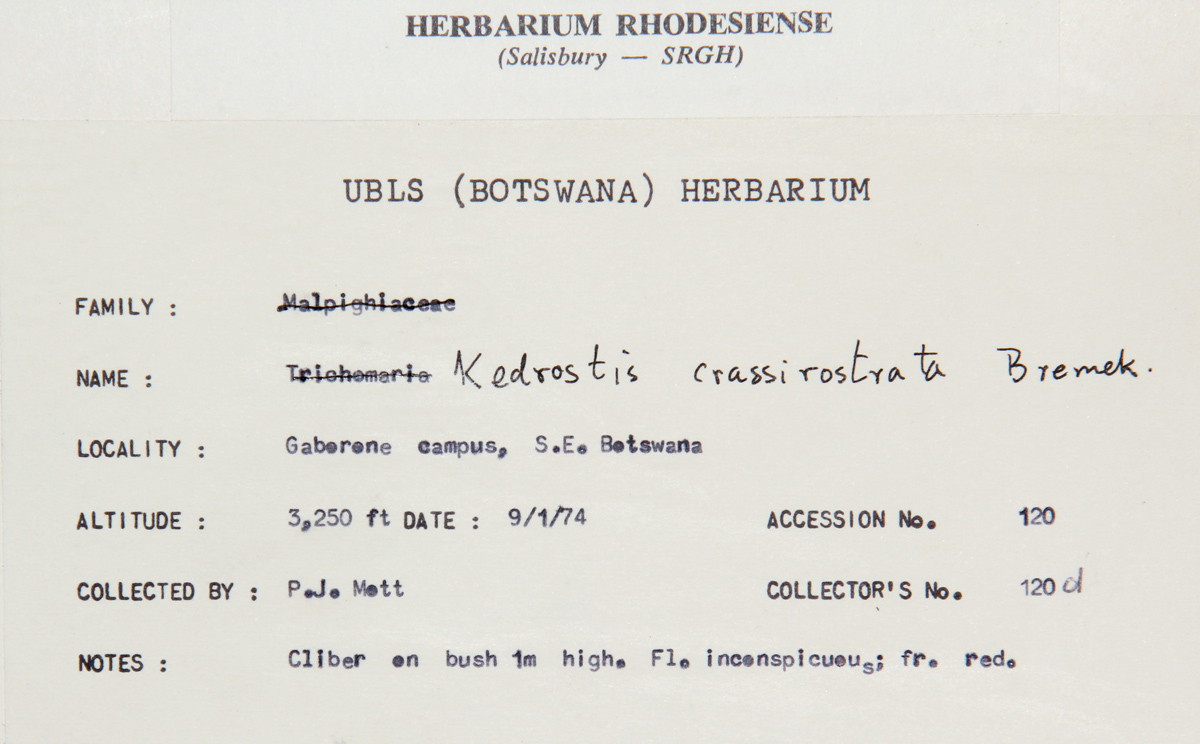 HERBARIUM RHODESIENSE
(Salisbury — SRGH)
UBLS (BOTSWANA) HERBARIUM
FAMILY : Malpighiaceae
NAME : Trichomaria Kedrostis crassirostrata Bremek.
LOCALITY : Gaborone campus, S.E. Botswana
ALTITUDE : 3,250 ft DATE : 9/1/74 ACCESSION No. 120
COLLECTED BY : P.J. Mott COLLECTOR'S No. 120 d
NOTES : Cliber on bush 1m high. Fl. inconspicuous; fr. red.